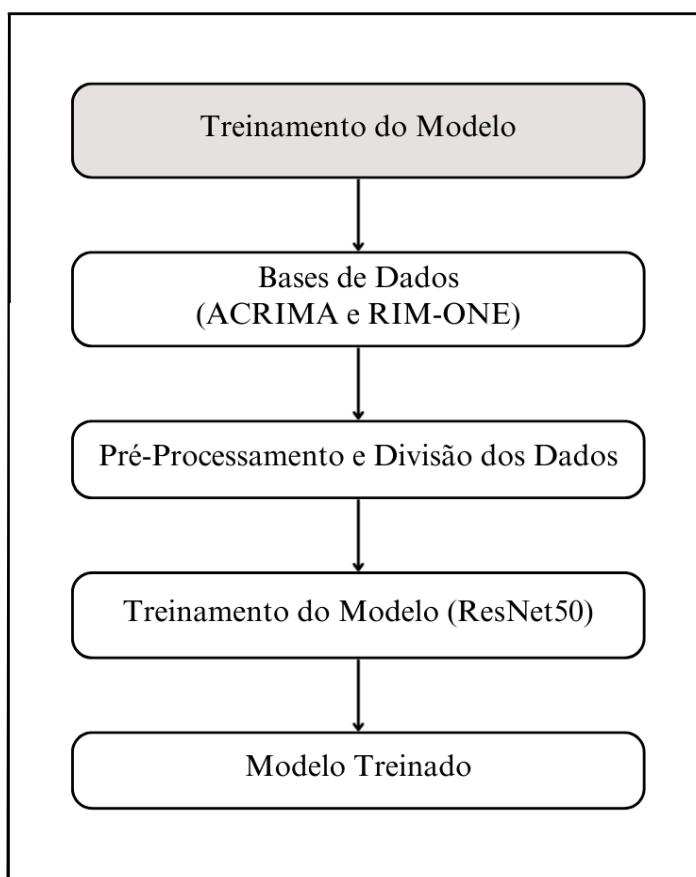 Treinamento do Modelo
Bases de Dados
(ACRIMA e RIM-ONE)
Pré-Processamento e Divisão dos Dados
Treinamento do Modelo (ResNet50)
Modelo Treinado